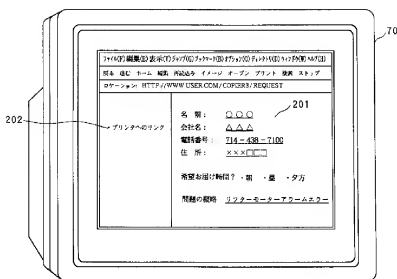 70
ファイル(F) 編集(E) 表示(T) ジャンプ(G) ブックマーク(B) オプション(O) ディレクトリ(D) ウィンドウ(W) ヘルプ(H)
戻る 進む ホーム 編集 再読込み イメージ オープン プリント 検索 ストップ
ロケーション: HTTP://WWW.USER.COM/COPIER3/REQUEST
201
202
・プリンタへのリンク
名 前: ○○○
会社名: △△△
電話番号: 714-438-7100
住 所: ×××□□□
希望お届け時間? ・朝 ・昼 ・夕方
問題の概略 リフターモーターアラームエラー